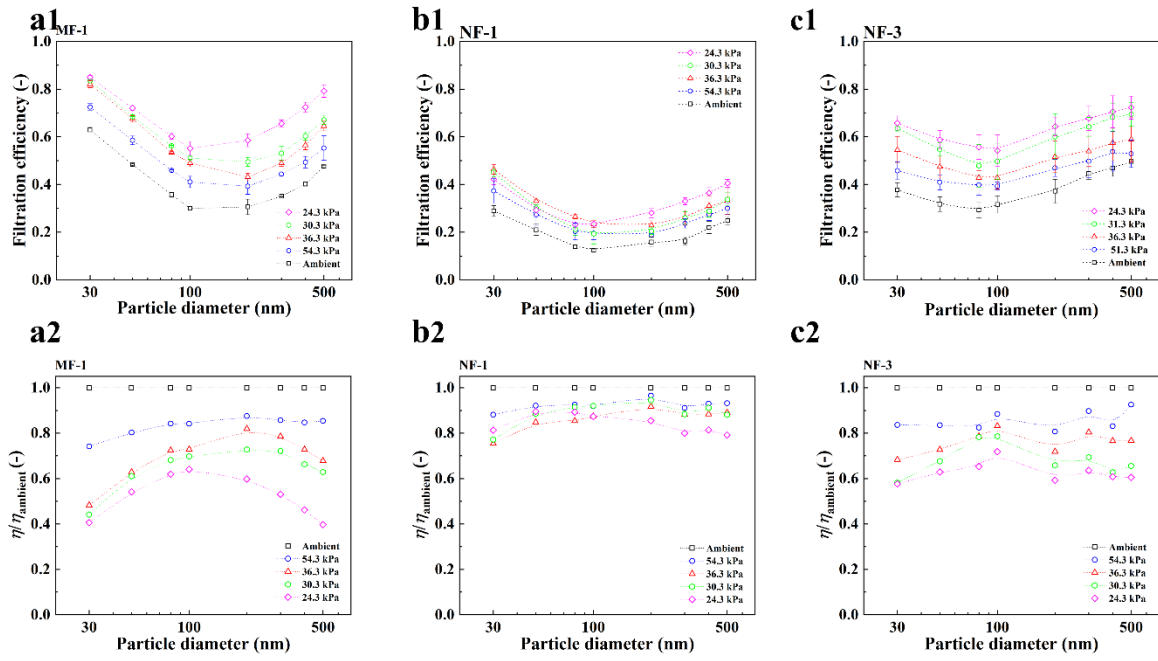 a1
MF-1
Filtration efficiency (-)
1.0
0.8
0.6
0.4
0.2
0.0
24.3 kPa
30.3 kPa
36.3 kPa
54.3 kPa
Ambient
30
100
500
Particle diameter (nm)
b1
NF-1
Filtration efficiency (-)
1.0
0.8
0.6
0.4
0.2
0.0
24.3 kPa
30.3 kPa
36.3 kPa
54.3 kPa
Ambient
30
100
500
Particle diameter (nm)
c1
NF-3
Filtration efficiency (-)
1.0
0.8
0.6
0.4
0.2
0.0
24.3 kPa
31.3 kPa
36.3 kPa
51.3 kPa
Ambient
30
100
500
Particle diameter (nm)
a2
MF-1
η/ηambient (-)
1.0
0.8
0.6
0.4
0.2
0.0
Ambient
54.3 kPa
36.3 kPa
30.3 kPa
24.3 kPa
30
100
500
Particle diameter (nm)
b2
NF-1
η/ηambient (-)
1.0
0.8
0.6
0.4
0.2
0.0
Ambient
54.3 kPa
36.3 kPa
30.3 kPa
24.3 kPa
30
100
500
Particle diameter (nm)
c2
NF-3
η/ηambient (-)
1.0
0.8
0.6
0.4
0.2
0.0
Ambient
54.3 kPa
36.3 kPa
30.3 kPa
24.3 kPa
30
100
500
Particle diameter (nm)